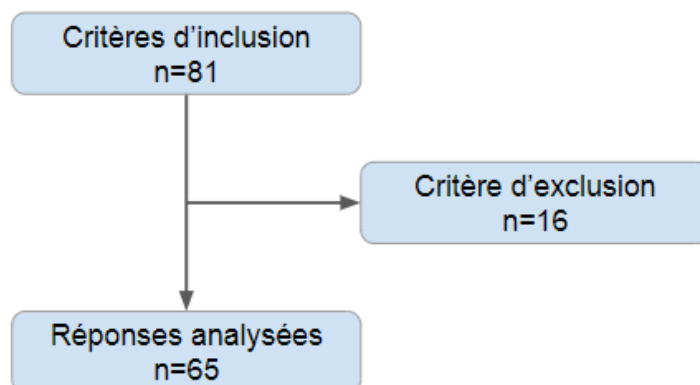 Critères d’inclusion
n=81
Critère d’exclusion
n=16
Réponses analysées
n=65